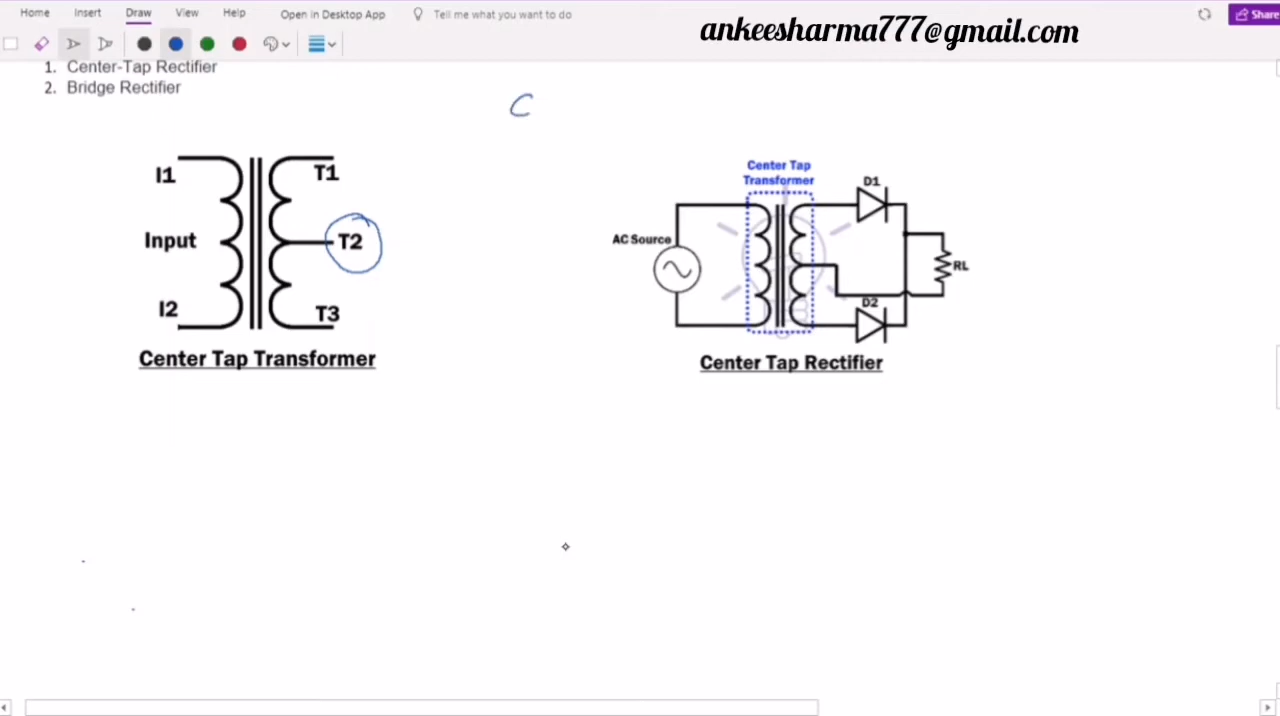 Home Insert Draw View Help Open in Desktop App Tell me what you want to do Share
ankeesharma777@gmail.com
1. Center-Tap Rectifier
2. Bridge Rectifier
C
I1 T1
Input T2
I2 T3
Center Tap Transformer
Center Tap
Transformer
D1
AC Source
RL
D2
Center Tap Rectifier